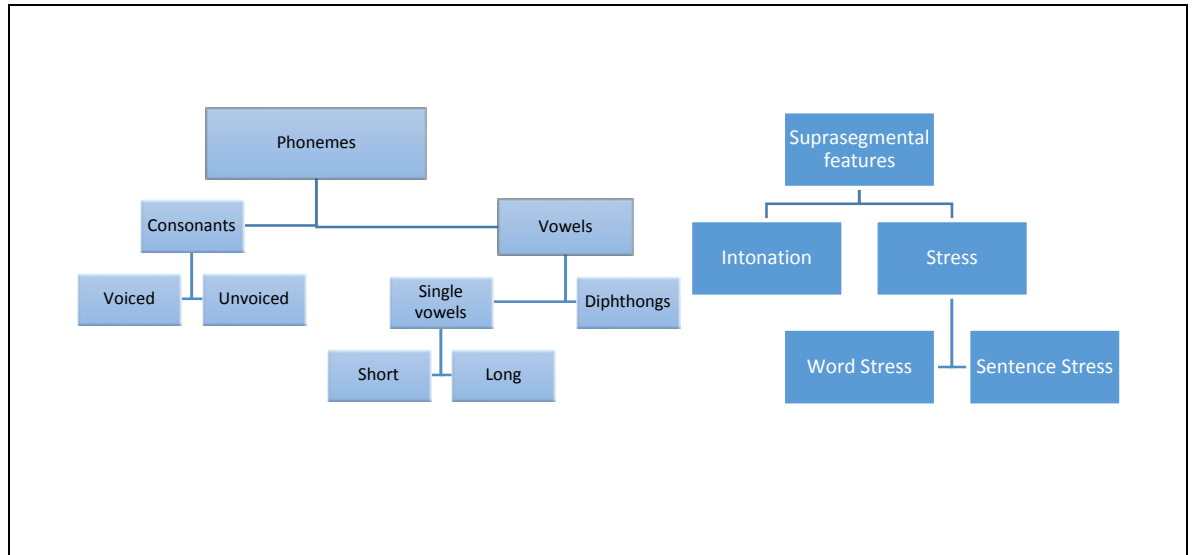 Phonemes
Consonants
Vowels
Voiced
Unvoiced
Single
vowels
Diphthongs
Short
Long
Suprasegmental
features
Intonation
Stress
Word Stress
Sentence Stress